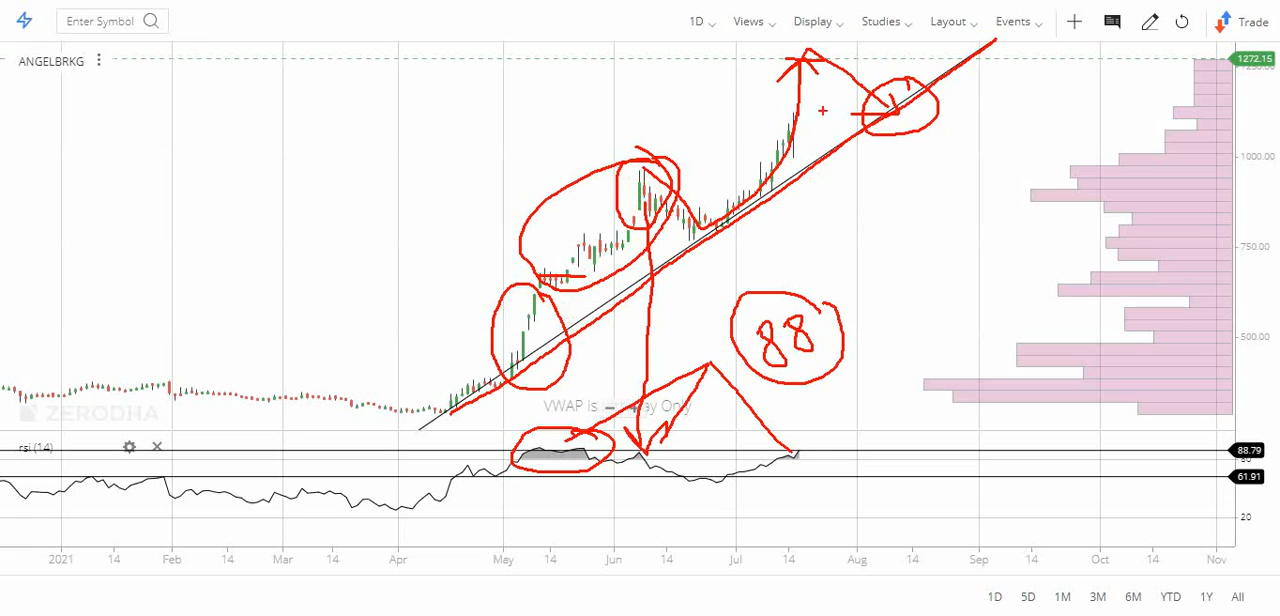 Enter Symbol 1D Views Display Studies Layout Events Trade
ANGELBRKG
1272.15
1000.00
750.00
500.00
88
ZERODHA
VWAP is
Only
rsi (14)
88.79
80
61.91
20
2021 14 Feb Mar 14 Apr May 14 Jun 14 Jul 14 Aug 14 Sep 14 Oct 14 Nov
1D 5D 1M 3M 6M YTD 1Y All